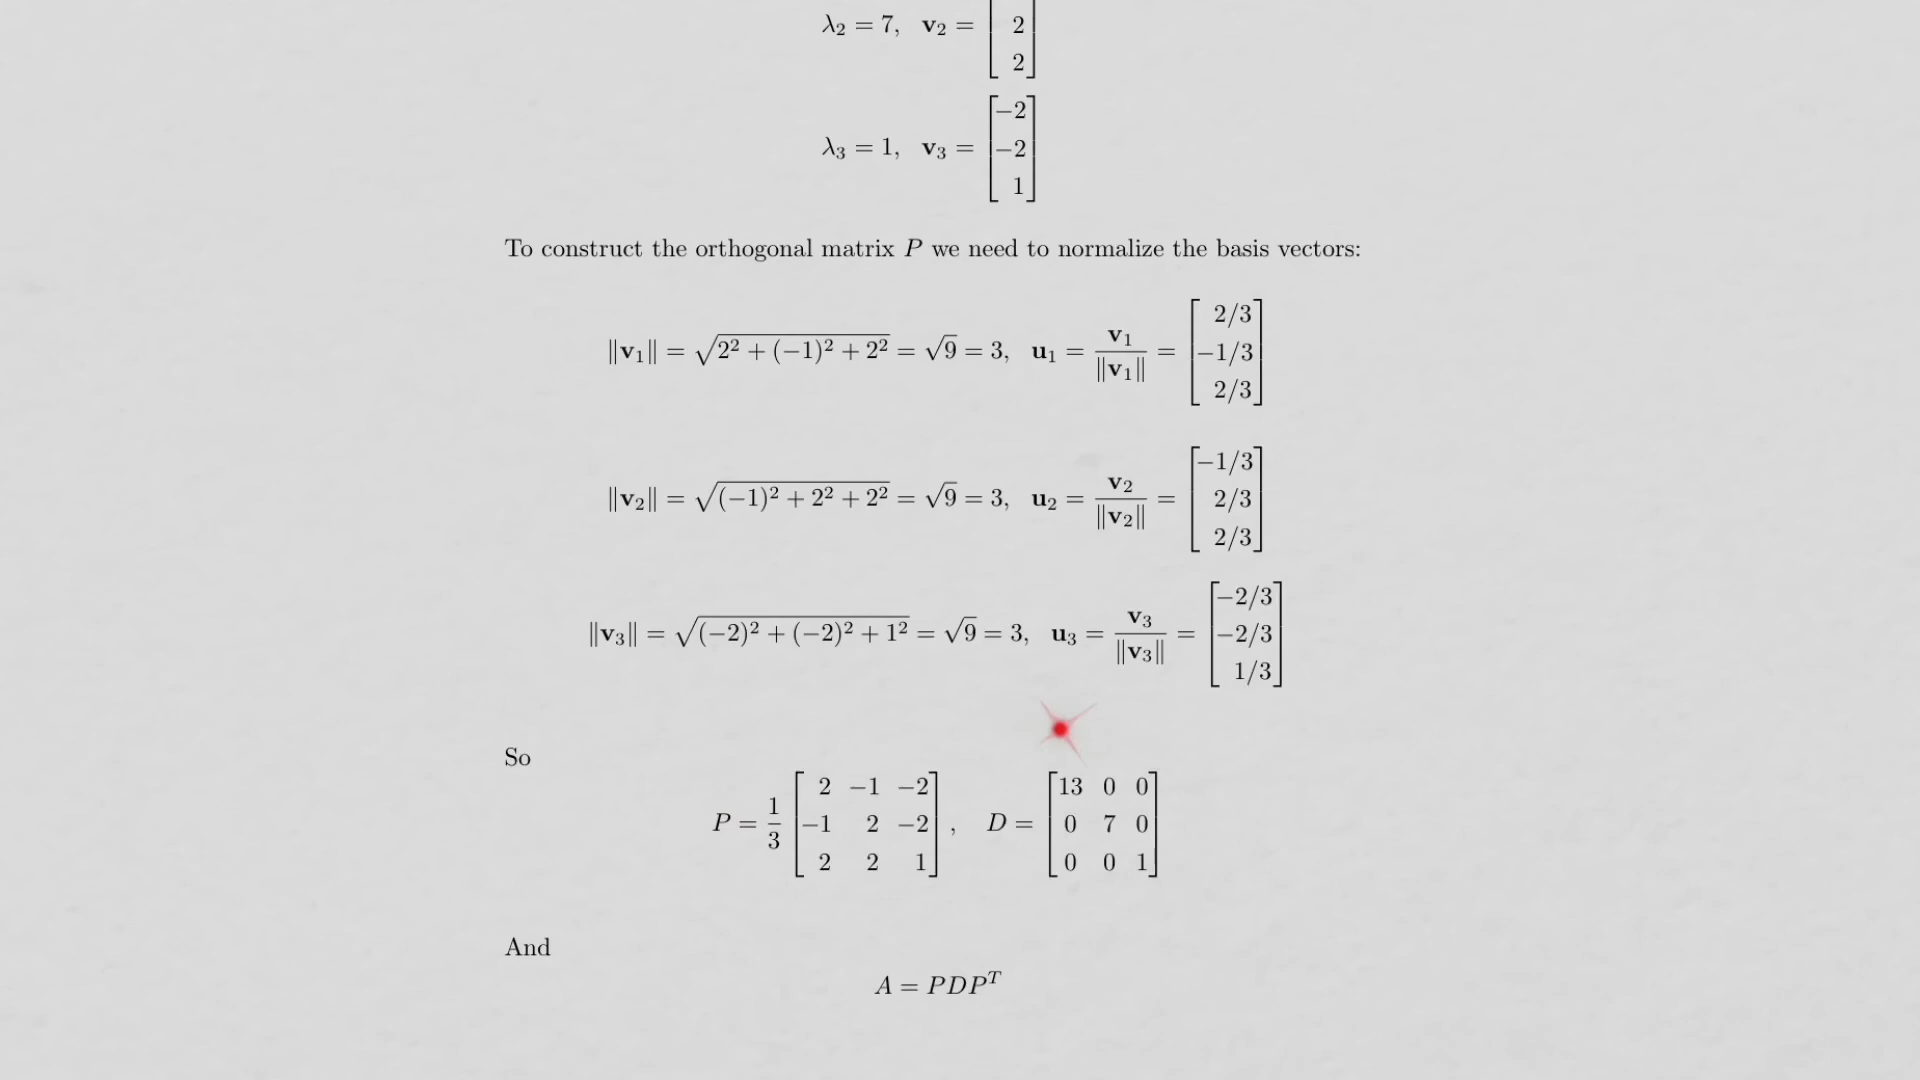 λ₂ = 7, v₂ = [2; 2]
λ₃ = 1, v₃ = [−2; −2; 1]
To construct the orthogonal matrix P we need to normalize the basis vectors:
‖v₁‖ = √(2² + (−1)² + 2²) = √9 = 3, u₁ = v₁/‖v₁‖ = [2/3; −1/3; 2/3]
‖v₂‖ = √((−1)² + 2² + 2²) = √9 = 3, u₂ = v₂/‖v₂‖ = [−1/3; 2/3; 2/3]
‖v₃‖ = √((−2)² + (−2)² + 1²) = √9 = 3, u₃ = v₃/‖v₃‖ = [−2/3; −2/3; 1/3]
So
P = 1/3 [2 −1 −2; −1 2 −2; 2 2 1], D = [13 0 0; 0 7 0; 0 0 1]
And
A = PDPᵀ